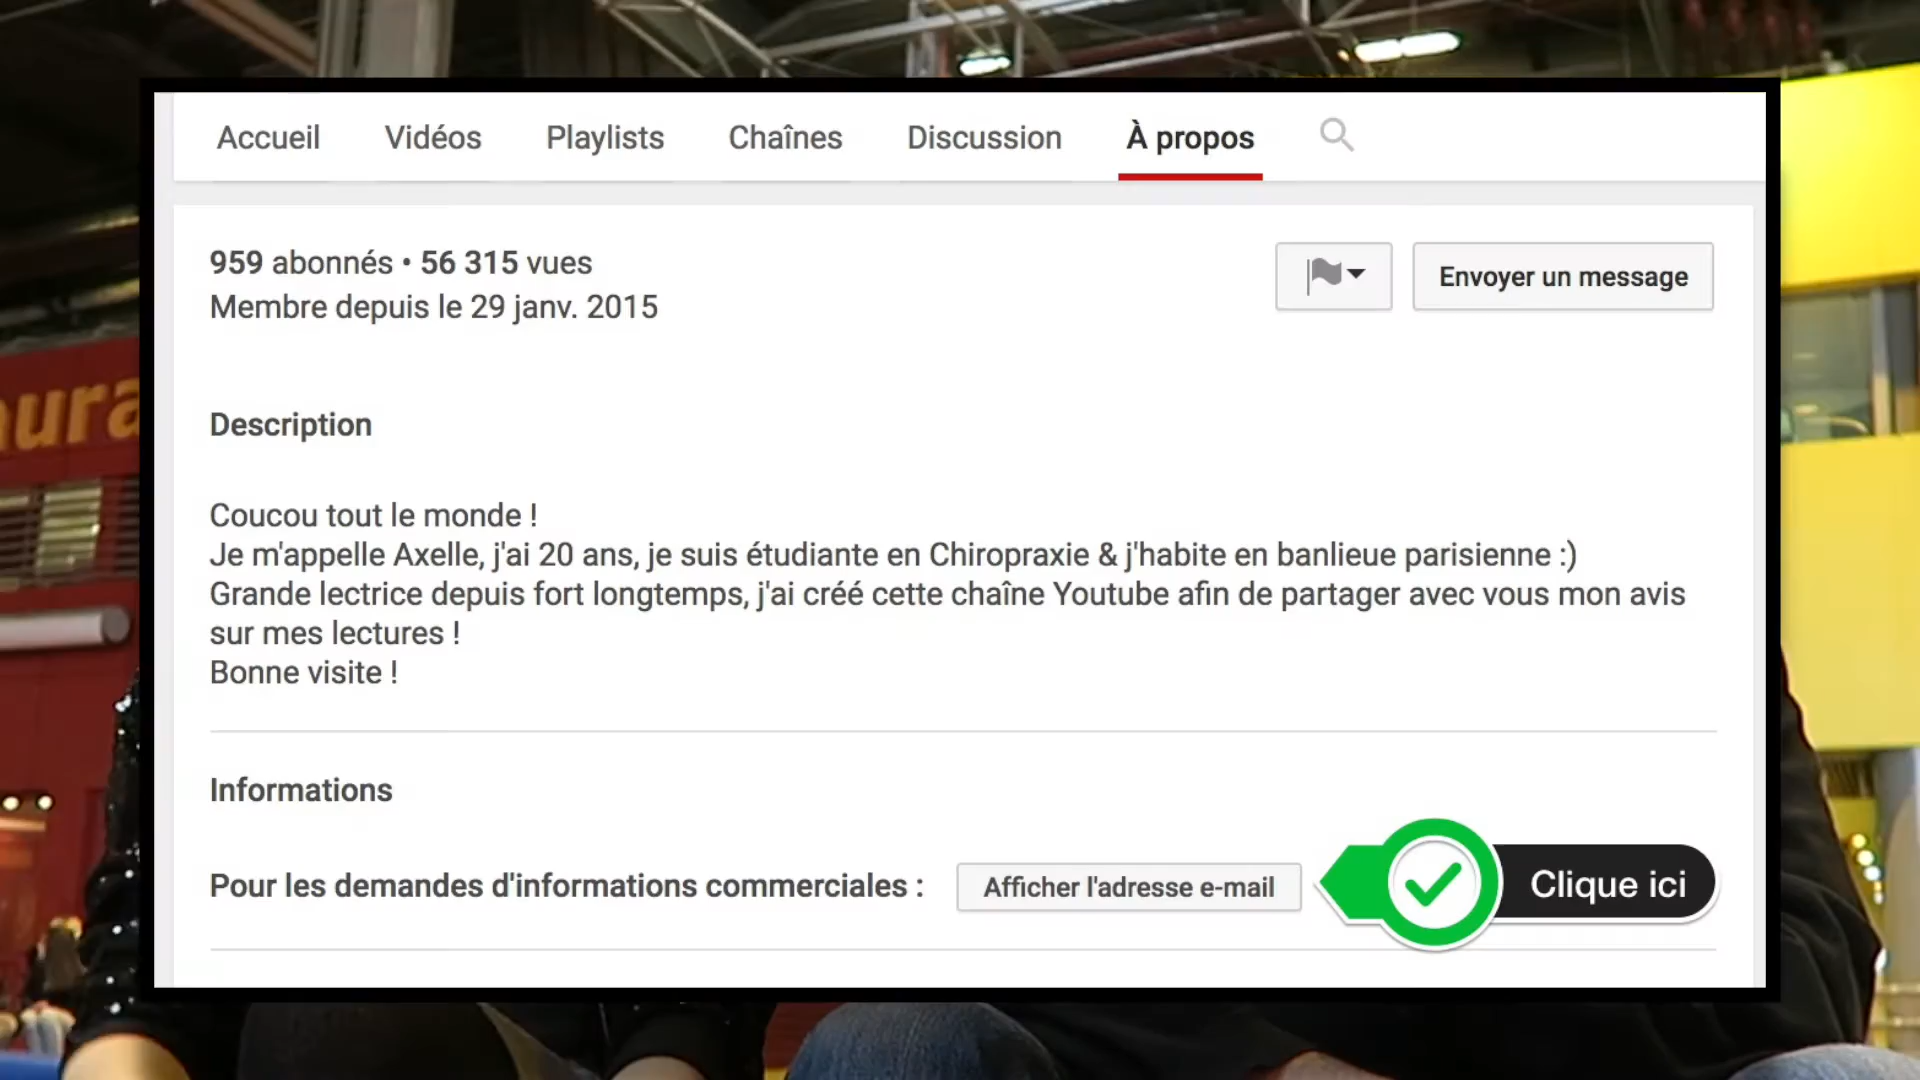 Accueil Vidéos Playlists Chaînes Discussion À propos
959 abonnés • 56 315 vues
Membre depuis le 29 janv. 2015
Envoyer un message
Description
Coucou tout le monde !
Je m'appelle Axelle, j'ai 20 ans, je suis étudiante en Chiropraxie & j'habite en banlieue parisienne :)
Grande lectrice depuis fort longtemps, j'ai créé cette chaîne Youtube afin de partager avec vous mon avis
sur mes lectures !
Bonne visite !
Informations
Pour les demandes d'informations commerciales :
Afficher l'adresse e-mail
Clique ici